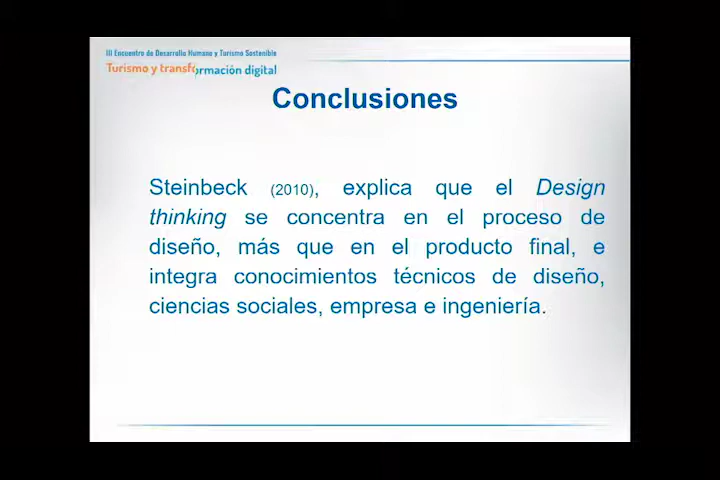 III Encuentro de Desarrollo Humano y Turismo Sostenible
Turismo y transformación digital
Conclusiones
Steinbeck (2010), explica que el Design
thinking se concentra en el proceso de
diseño, más que en el producto final, e
integra conocimientos técnicos de diseño,
ciencias sociales, empresa e ingeniería.